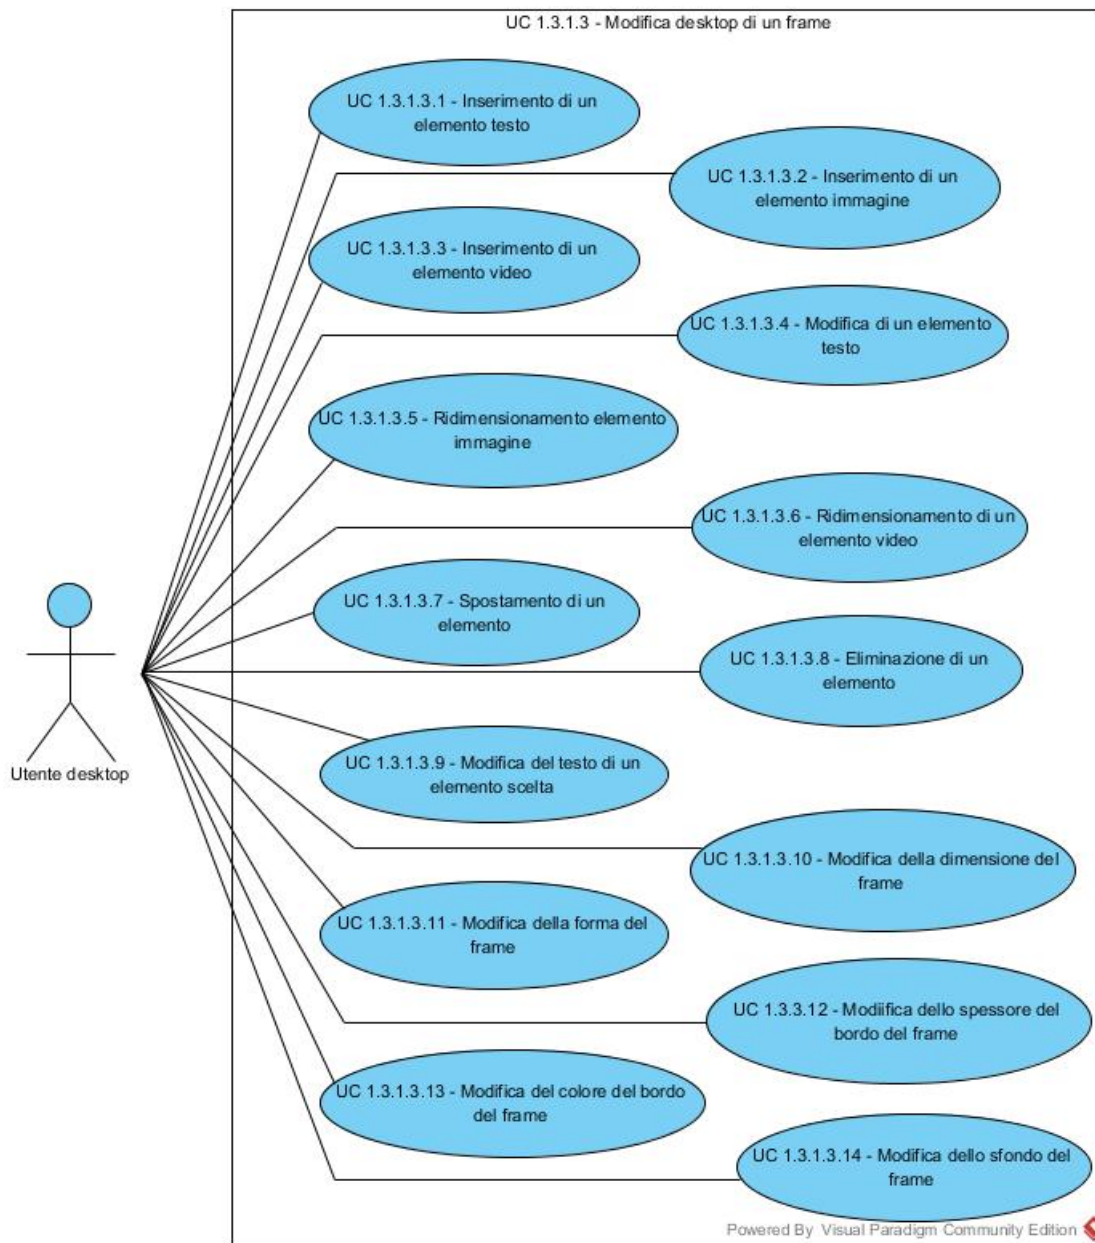 UC 1.3.1.3 - Modifica desktop di un frame
UC 1.3.1.3.1 - Inserimento di un
elemento testo
UC 1.3.1.3.2 - Inserimento di un
elemento immagine
UC 1.3.1.3.3 - Inserimento di un
elemento video
UC 1.3.1.3.4 - Modifica di un elemento
testo
UC 1.3.1.3.5 - Ridimensionamento elemento
immagine
UC 1.3.1.3.6 - Ridimensionamento di un
elemento video
UC 1.3.1.3.7 - Spostamento di un
elemento
UC 1.3.1.3.8 - Eliminazione di un
elemento
Utente desktop
UC 1.3.1.3.9 - Modifica del testo di un
elemento scelta
UC 1.3.1.3.10 - Modifica della dimensione del
frame
UC 1.3.1.3.11 - Modifica della forma del
frame
UC 1.3.3.12 - Modiifica dello spessore del
bordo del frame
UC 1.3.1.3.13 - Modifica del colore del bordo
del frame
UC 1.3.1.3.14 - Modifica dello sfondo del
frame
Powered By Visual Paradigm Community Edition